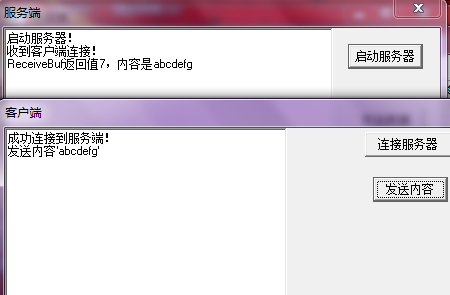 服务端
启动服务器！
收到客户端连接！
ReceiveBuf返回值7，内容是abcdefg
启动服务器
客户端
成功连接到服务端！
发送内容'abcdefg'
连接服务器
发送内容